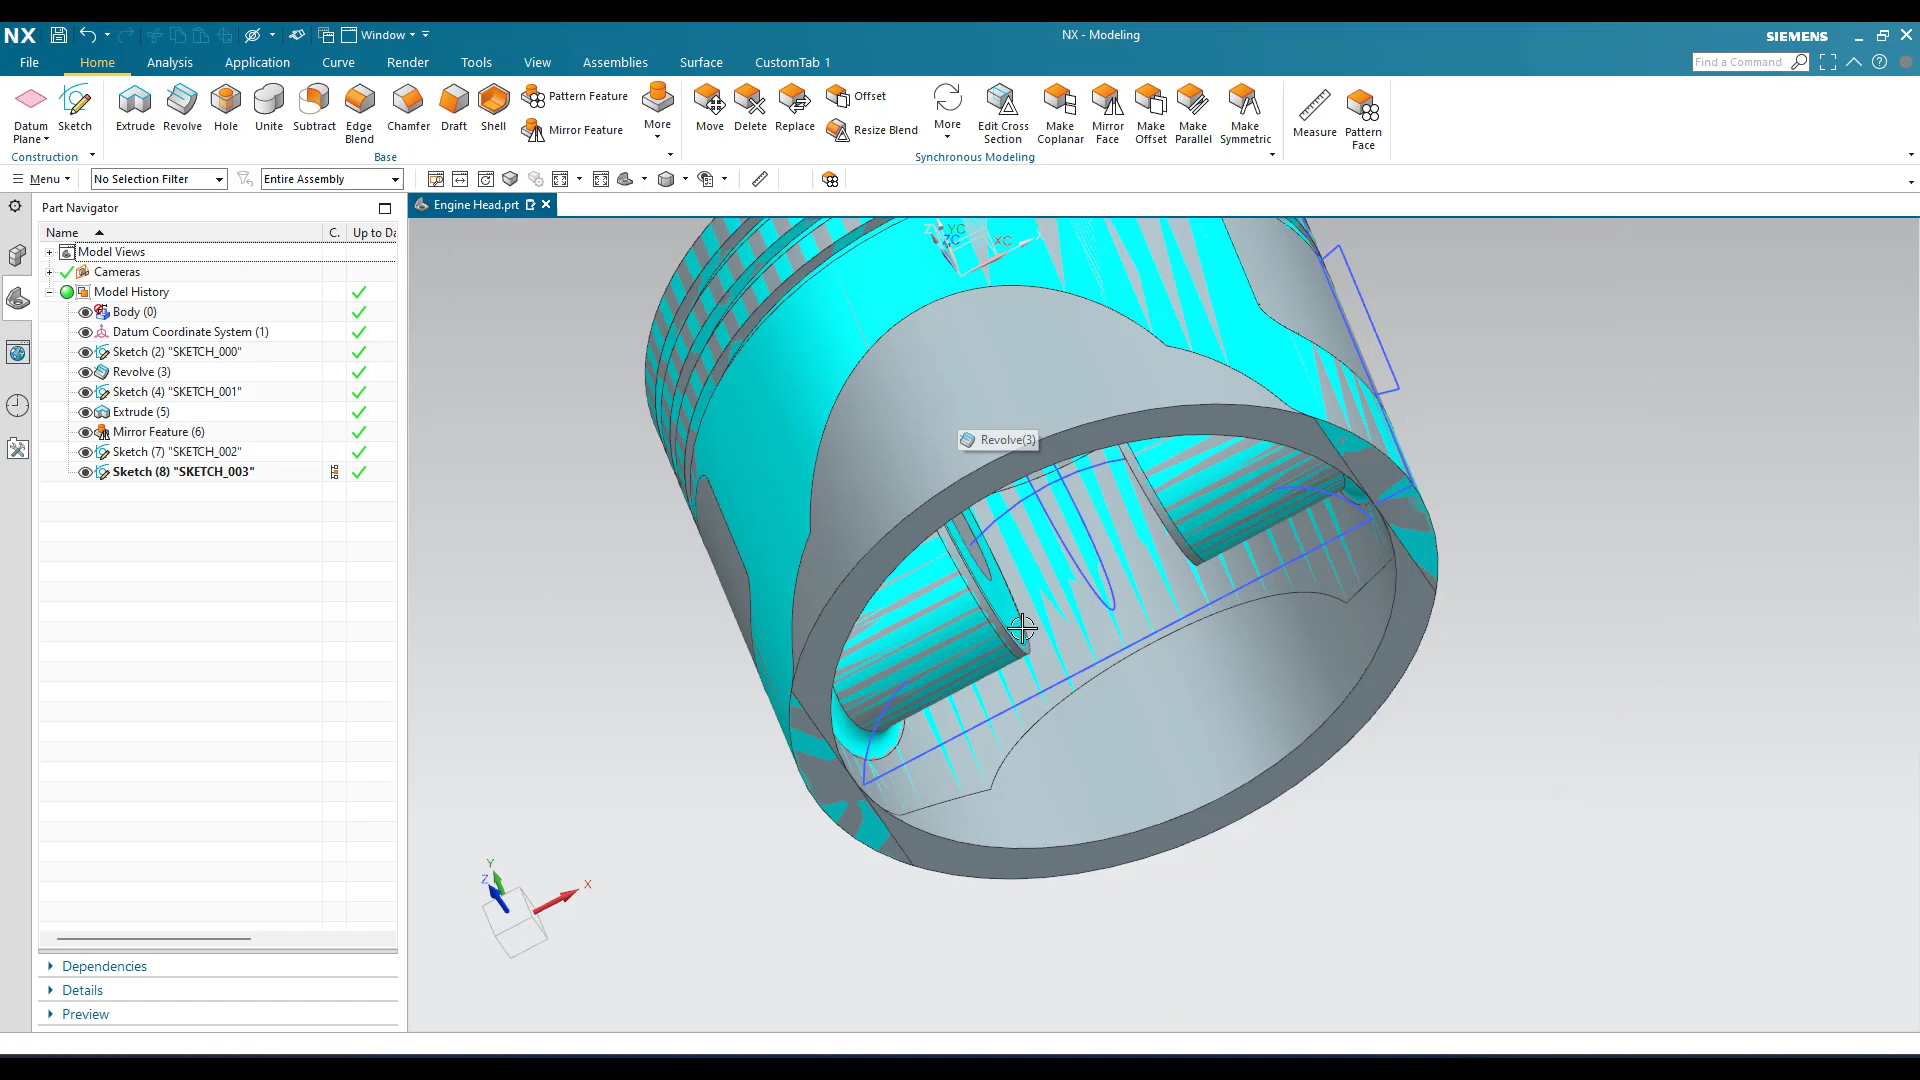 NX Window NX - Modeling SIEMENS
File Home Analysis Application Curve Render Tools View Assemblies Surface CustomTab 1 Find a Command
Datum Plane Sketch Extrude Revolve Hole Unite Subtract Edge Blend Chamfer Draft Shell Pattern Feature Mirror Feature More Move Delete Replace Offset Resize Blend More Edit Cross Section Make Coplanar Mirror Face Make Offset Make Parallel Make Symmetric Measure Pattern Face
Construction Base Synchronous Modeling
Menu No Selection Filter Entire Assembly
Part Navigator Engine Head.prt
Name C. Up to Da
Model Views
Cameras
Model History
Body (0)
Datum Coordinate System (1)
Sketch (2) "SKETCH_000"
Revolve (3)
Sketch (4) "SKETCH_001"
Extrude (5)
Mirror Feature (6)
Sketch (7) "SKETCH_002"
Sketch (8) "SKETCH_003"
Dependencies
Details
Preview
YC
ZC
XC
Revolve(3)
Y
Z
X